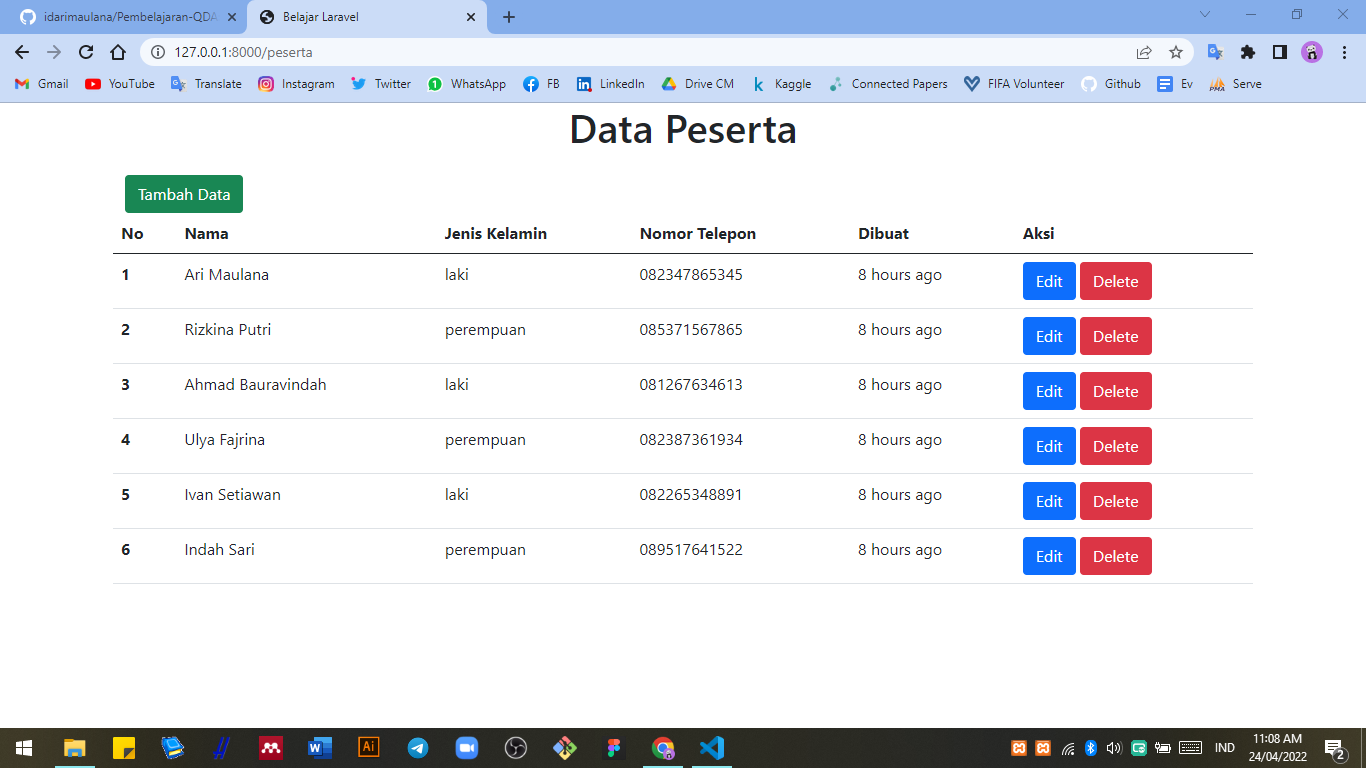 idarimaulana/Pembelajaran-QDA
Belajar Laravel
127.0.0.1:8000/peserta
Gmail YouTube Translate Instagram Twitter WhatsApp FB LinkedIn Drive CM Kaggle Connected Papers FIFA Volunteer Github Ev PMA Serve
Data Peserta
Tambah Data
No Nama Jenis Kelamin Nomor Telepon Dibuat Aksi
1 Ari Maulana laki 082347865345 8 hours ago Edit Delete
2 Rizkina Putri perempuan 085371567865 8 hours ago Edit Delete
3 Ahmad Bauravindah laki 081267634613 8 hours ago Edit Delete
4 Ulya Fajrina perempuan 082387361934 8 hours ago Edit Delete
5 Ivan Setiawan laki 082265348891 8 hours ago Edit Delete
6 Indah Sari perempuan 089517641522 8 hours ago Edit Delete
IND
11:08 AM
24/04/2022
2